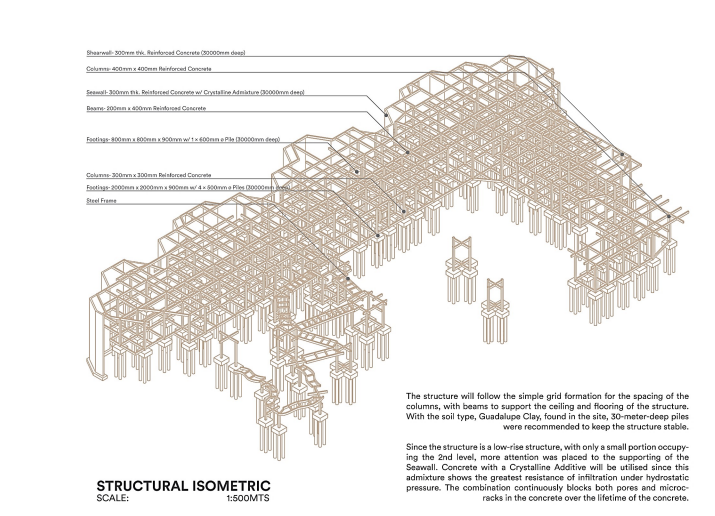 Shearwall- 300mm thk. Reinforced Concrete (30000mm deep)
Columns- 400mm x 400mm Reinforced Concrete
Seawall- 300mm thk. Reinforced Concrete w/ Crystalline Admixture (30000mm deep)
Beams- 200mm x 400mm Reinforced Concrete
Footings- 800mm x 800mm x 900mm w/ 1 × 600mm ø Pile (30000mm deep)
Columns- 300mm x 300mm Reinforced Concrete
Footings- 2000mm x 2000mm x 900mm w/ 4 × 500mm ø Piles (30000mm deep)
Steel Frame
The structure will follow the simple grid formation for the spacing of the
columns, with beams to support the ceiling and flooring of the structure.
With the soil type, Guadalupe Clay, found in the site, 30-meter-deep piles
were recommended to keep the structure stable.
Since the structure is a low-rise structure, with only a small portion occupy-
ing the 2nd level, more attention was placed to the supporting of the
Seawall. Concrete with a Crystalline Additive will be utilised since this
admixture shows the greatest resistance of infiltration under hydrostatic
pressure. The combination continuously blocks both pores and microc-
racks in the concrete over the lifetime of the concrete.
STRUCTURAL ISOMETRIC
SCALE: 1:500MTS